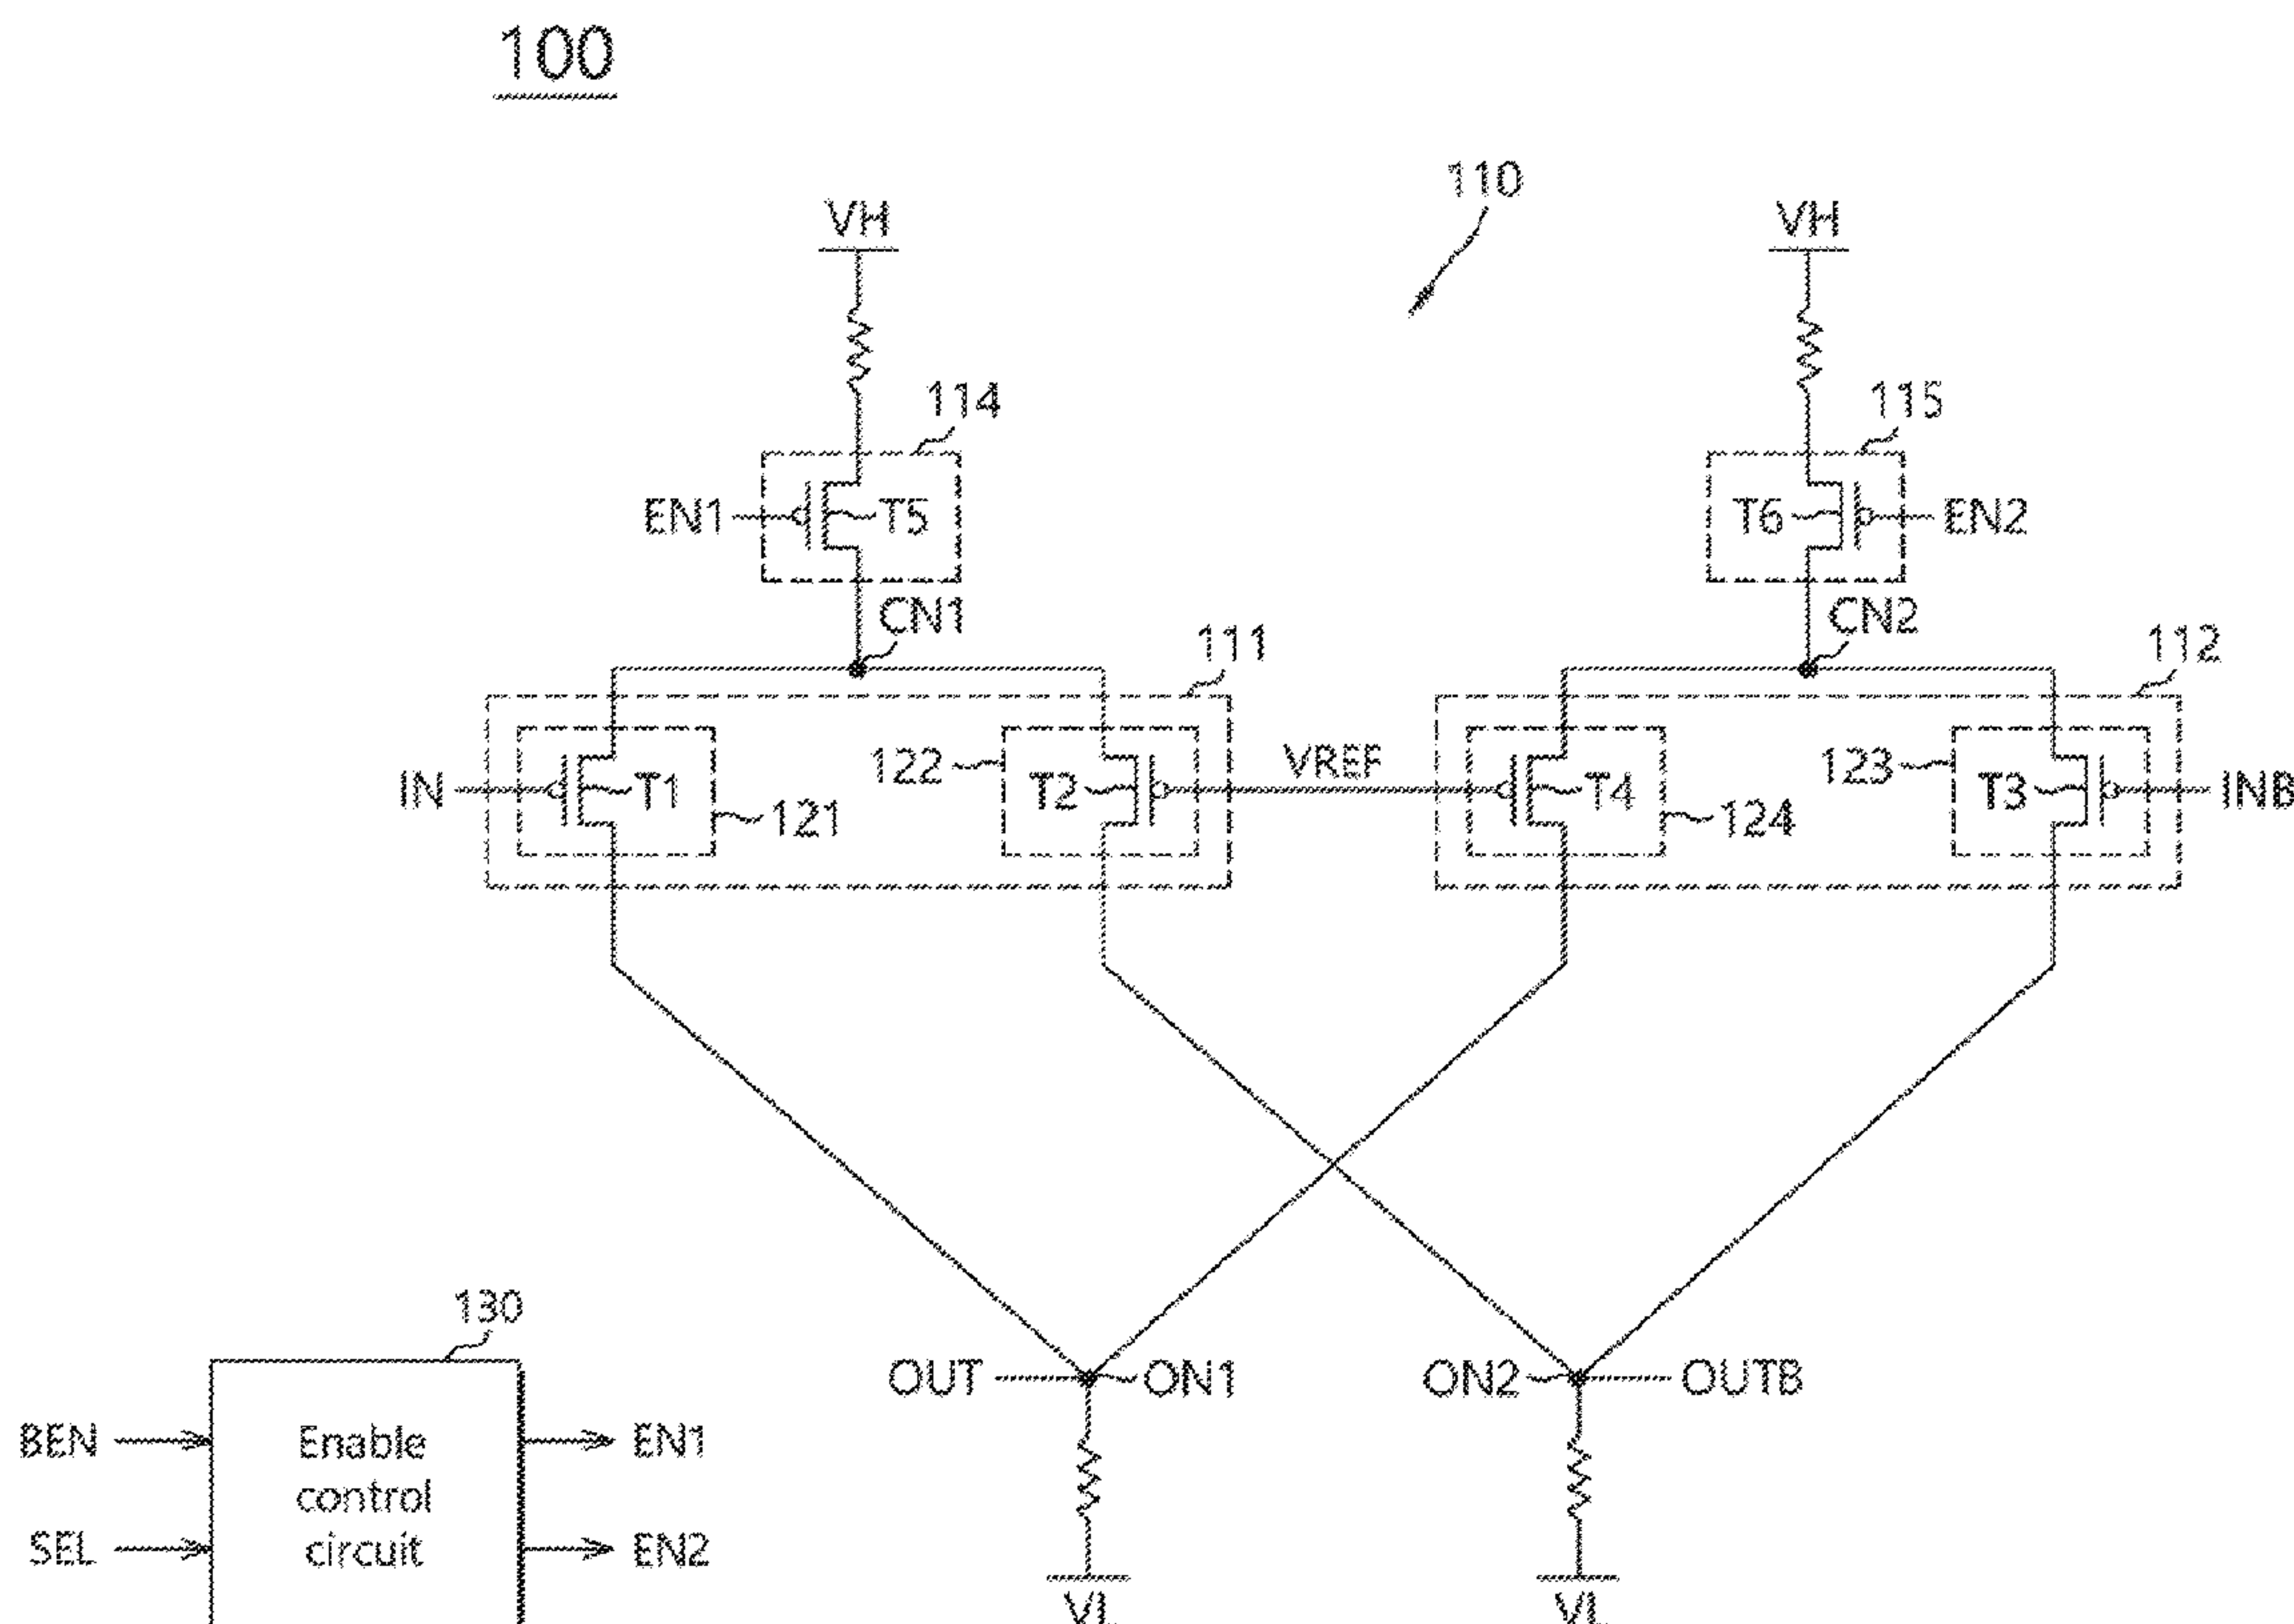 100
110
VH
VH
114
115
EN1
T5
T6
EN2
CN1
CN2
111
112
IN
T1
121
122
T2
VREF
T4
124
123
T3
INB
130
OUT
ON1
ON2
OUTB
BEN
Enable
control
circuit
EN1
SEL
EN2
VL
VL